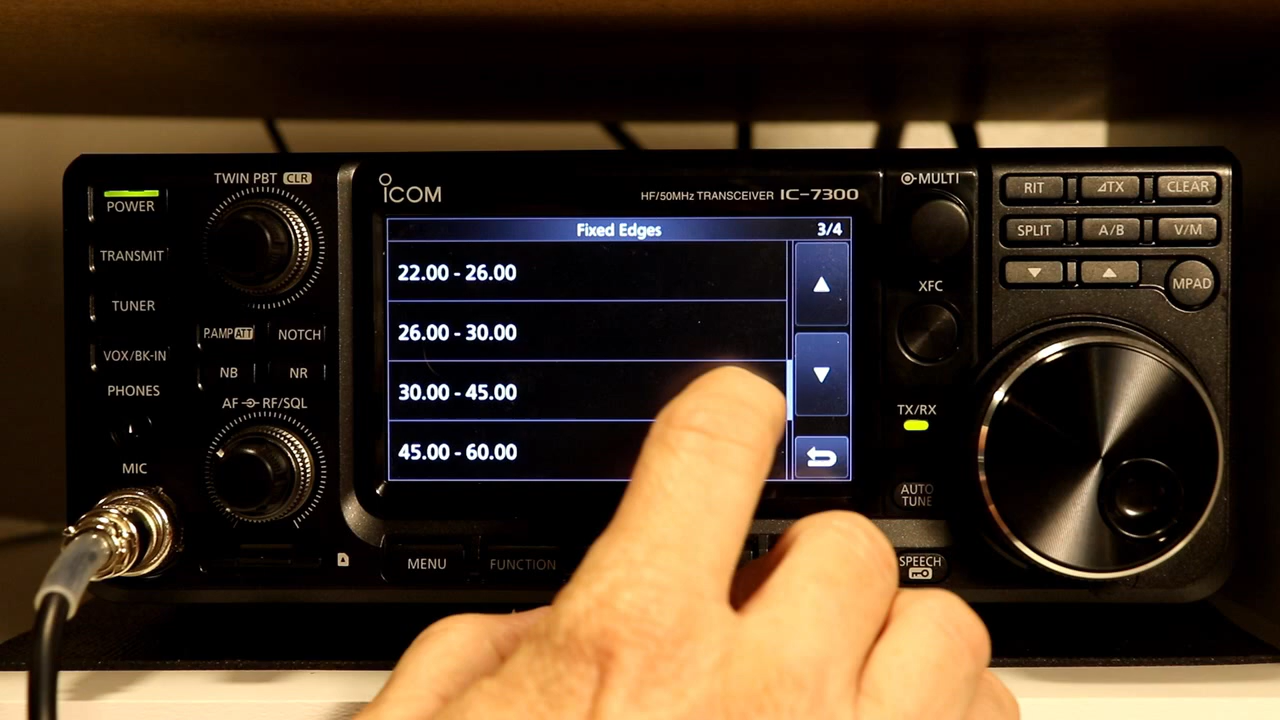 POWER
TRANSMIT
TUNER
VOX/BK-IN
PHONES
MIC
TWIN PBT CLR
P.AMP ATT
NOTCH
NB
NR
AF RF/SQL
ICOM
HF/50MHz TRANSCEIVER IC-7300
Fixed Edges 3/4
22.00 - 26.00
26.00 - 30.00
30.00 - 45.00
45.00 - 60.00
MENU
FUNCTION
MULTI
XFC
TX/RX
AUTO
TUNE
SPEECH
RIT
⊿TX
CLEAR
SPLIT
A/B
V/M
MPAD